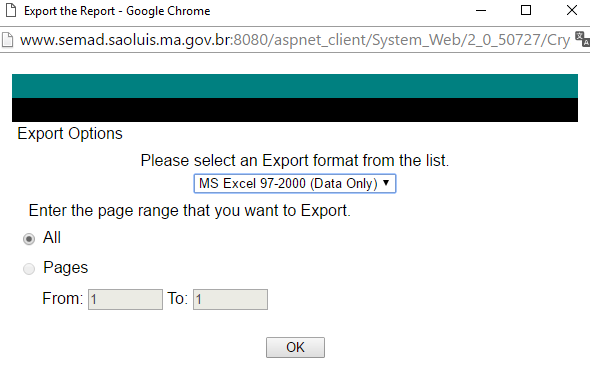 Export the Report - Google Chrome
www.semad.saoluis.ma.gov.br:8080/aspnet_client/System_Web/2_0_50727/Cry
Export Options
Please select an Export format from the list.
MS Excel 97-2000 (Data Only)
Enter the page range that you want to Export.
All
Pages
From: 1 To: 1
OK